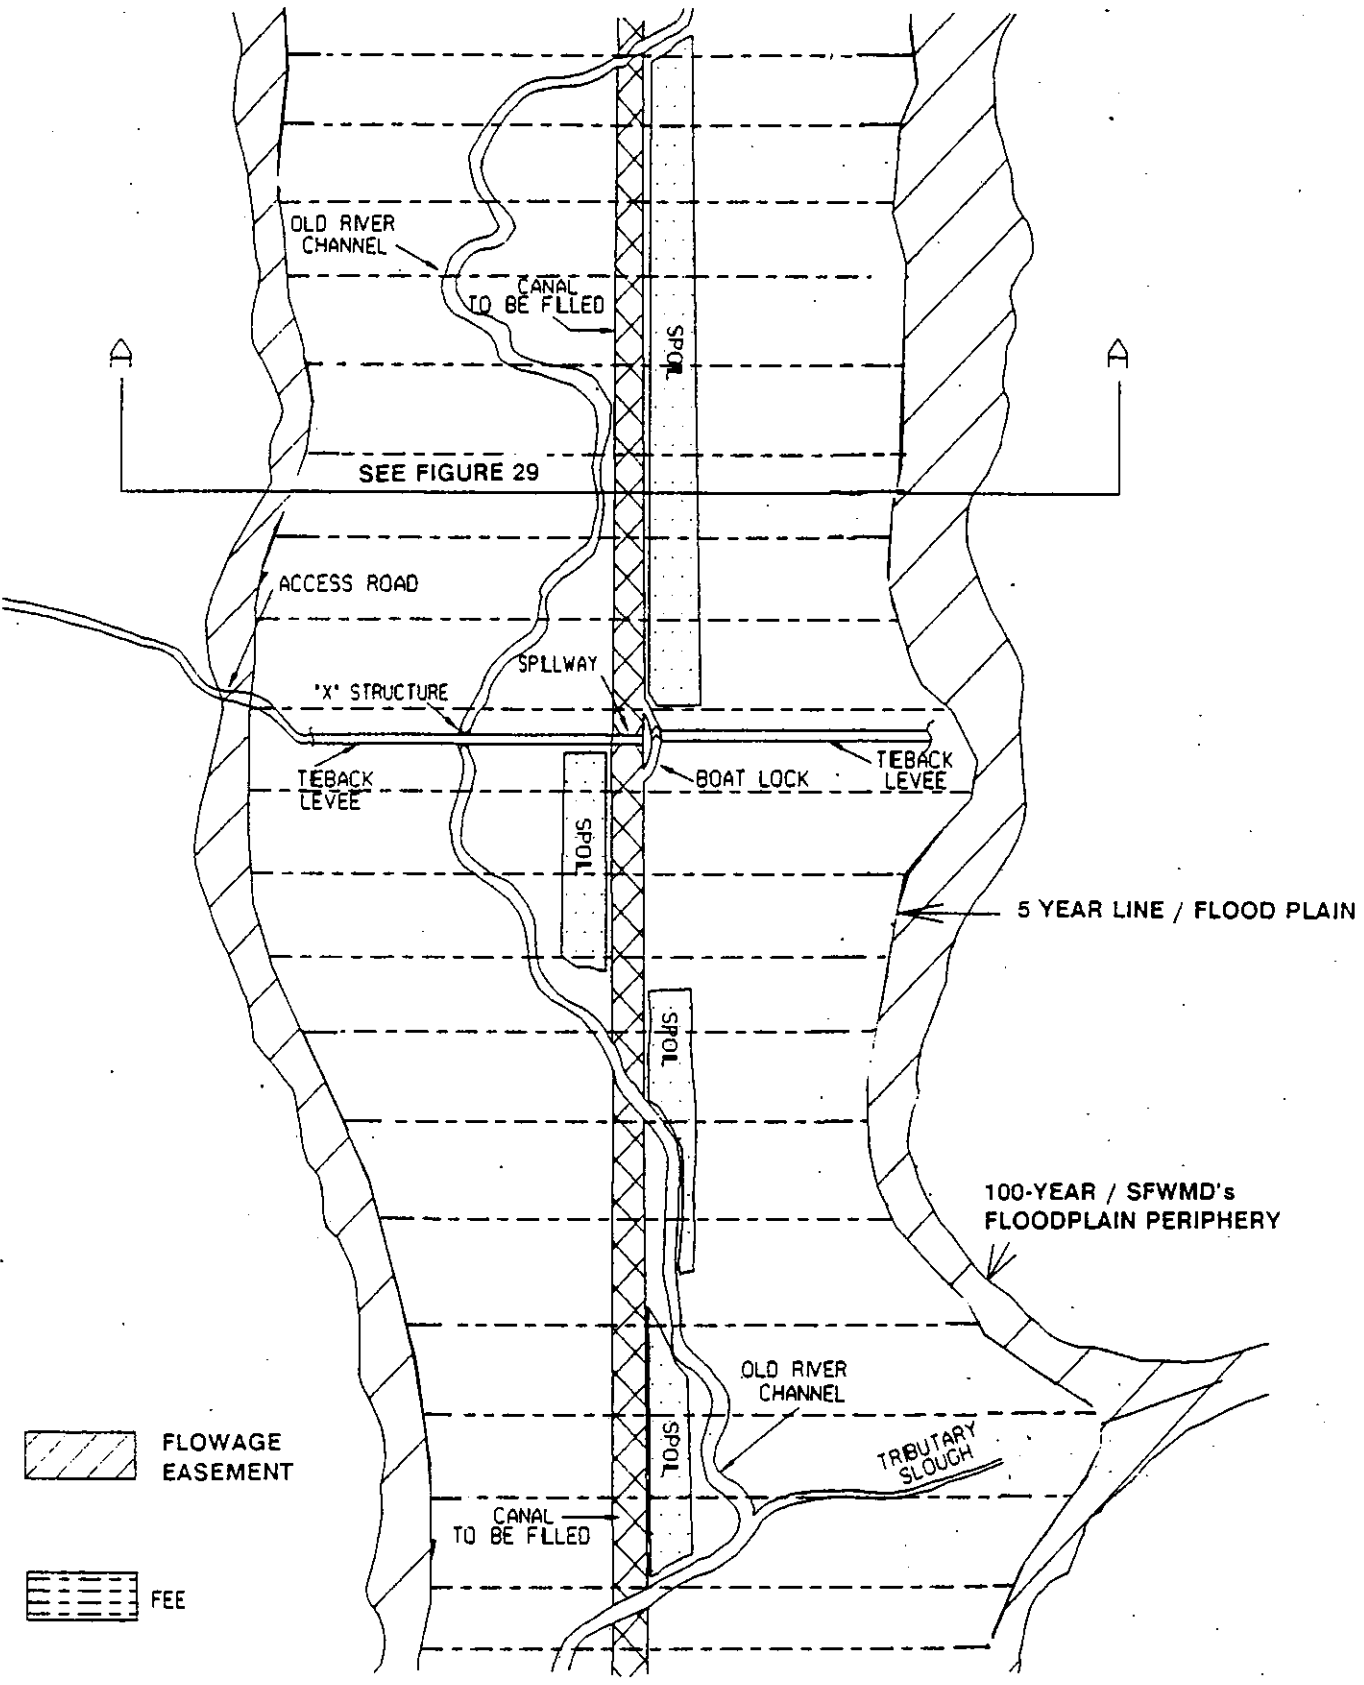 OLD RIVER
CHANNEL
CANAL
TO BE FILLED
SPOIL
A
A
SEE FIGURE 29
ACCESS ROAD
SPILLWAY
"X" STRUCTURE
TIEBACK
LEVEE
BOAT LOCK
TIEBACK
LEVEE
SPOIL
5 YEAR LINE / FLOOD PLAIN
SPOIL
100-YEAR / SFWMD's
FLOODPLAIN PERIPHERY
OLD RIVER
CHANNEL
SPOIL
TRIBUTARY
SLOUGH
FLOWAGE
EASEMENT
CANAL
TO BE FILLED
FEE